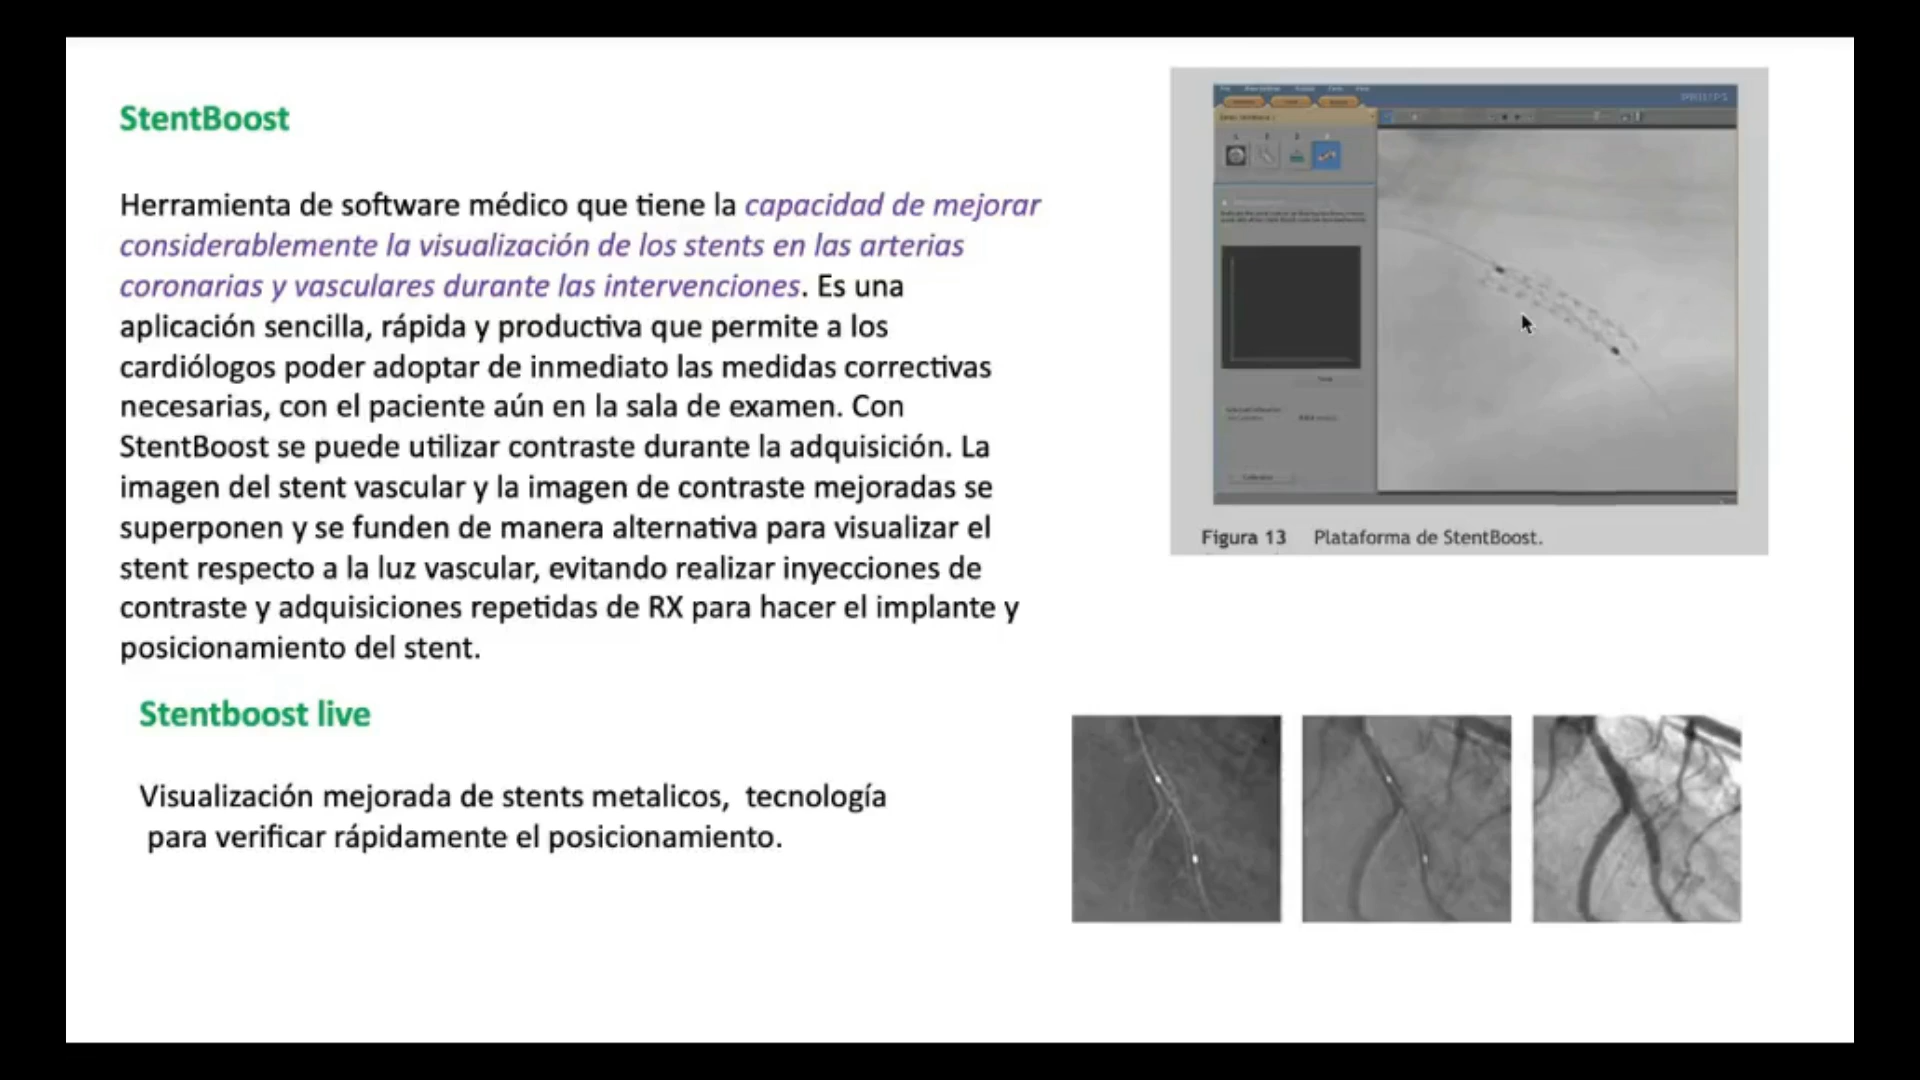 StentBoost
Herramienta de software médico que tiene la capacidad de mejorar
considerablemente la visualización de los stents en las arterias
coronarias y vasculares durante las intervenciones. Es una
aplicación sencilla, rápida y productiva que permite a los
cardiólogos poder adoptar de inmediato las medidas correctivas
necesarias, con el paciente aún en la sala de examen. Con
StentBoost se puede utilizar contraste durante la adquisición. La
imagen del stent vascular y la imagen de contraste mejoradas se
superponen y se funden de manera alternativa para visualizar el
stent respecto a la luz vascular, evitando realizar inyecciones de
contraste y adquisiciones repetidas de RX para hacer el implante y
posicionamiento del stent.
Stentboost live
Visualización mejorada de stents metalicos, tecnología
para verificar rápidamente el posicionamiento.
PHILIPS
Figura 13 Plataforma de StentBoost.